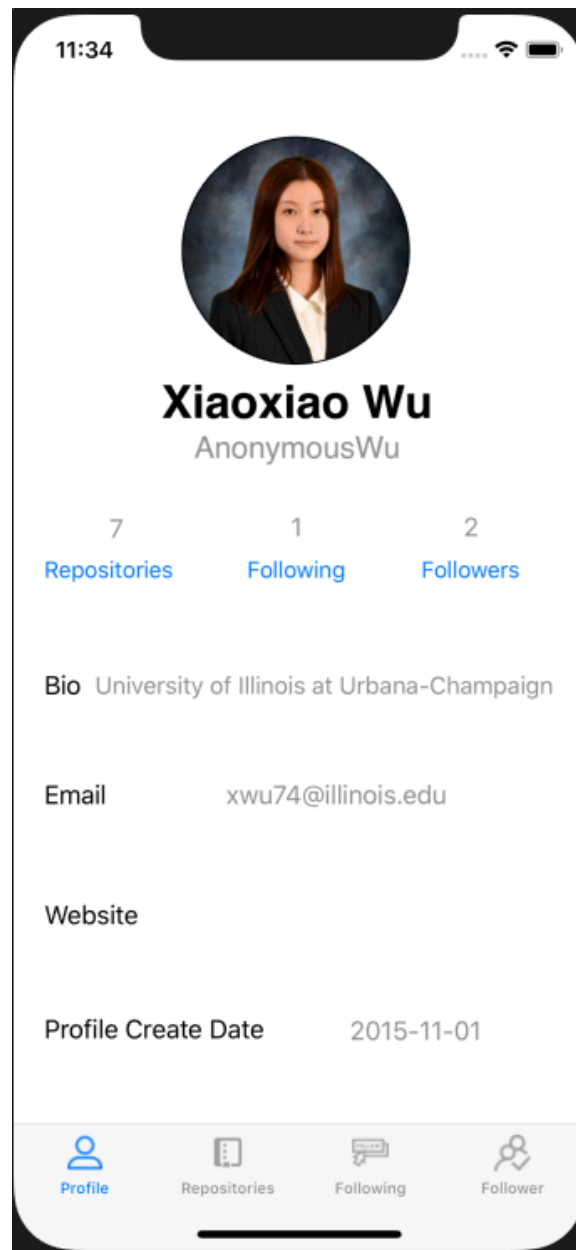 11:34
Xiaoxiao Wu
AnonymousWu
7 1 2
Repositories Following Followers
Bio University of Illinois at Urbana-Champaign
Email xwu74@illinois.edu
Website
Profile Create Date 2015-11-01
Profile Repositories Following Follower